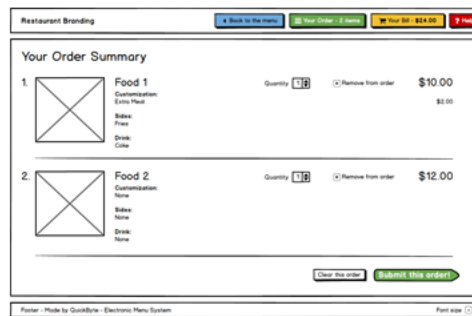 Restaurant Branding
Back to the menu
Your Order - 2 items
Your Bill - $24.00
? Hel
Your Order Summary
1. Food 1 Quantity 1 Remove from order $10.00
Customization:
Extra Meat $2.00
Sides:
Fries
Drink:
Coke
2. Food 2 Quantity 1 Remove from order $12.00
Customization:
None
Sides:
None
Drink:
None
Clear this order
Submit this order!
Footer - Made by QuickByte - Electronic Menu System
Font size